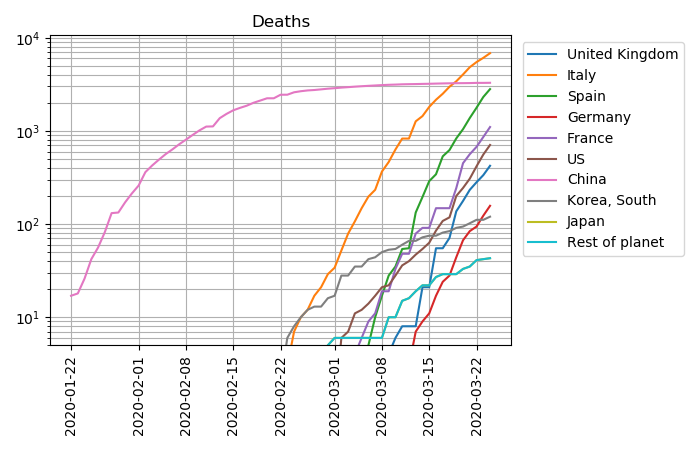 Deaths
10^4
10^3
10^2
10^1
2020-01-22
2020-02-01
2020-02-08
2020-02-15
2020-02-22
2020-03-01
2020-03-08
2020-03-15
2020-03-22
United Kingdom
Italy
Spain
Germany
France
US
China
Korea, South
Japan
Rest of planet